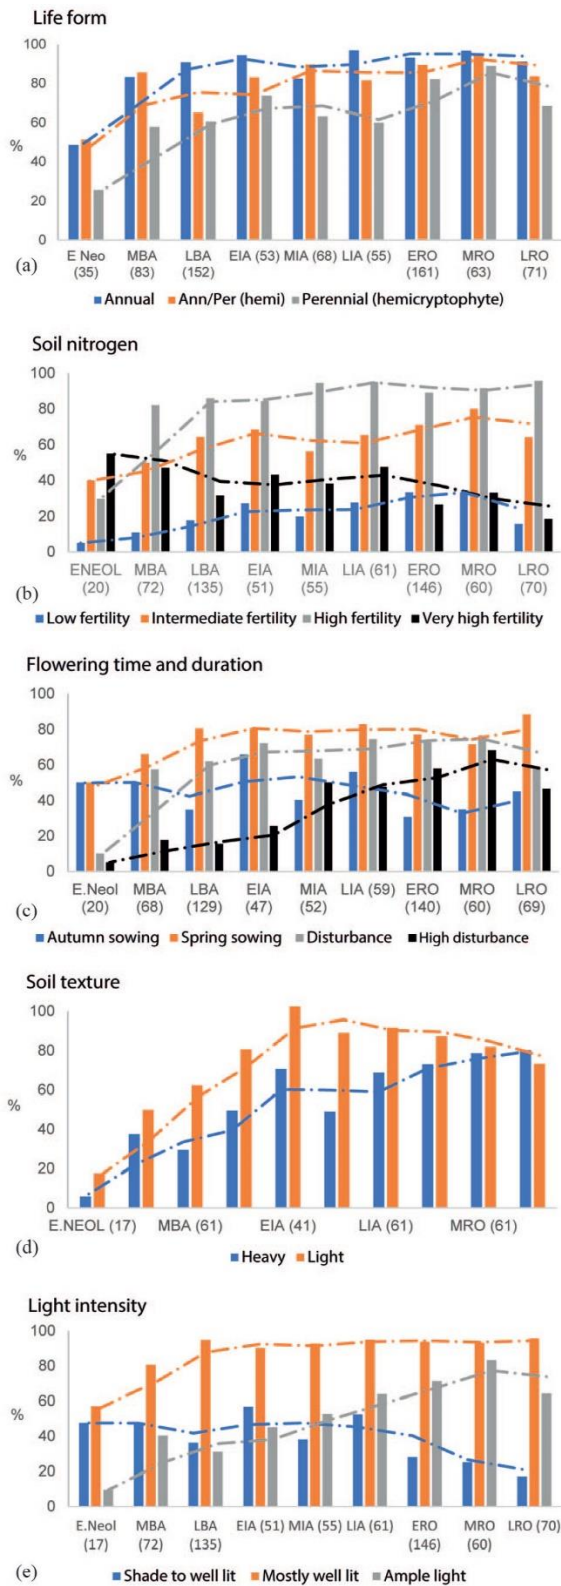 Life form
100
80
60
%
40
20
0
E Neo MBA LBA EIA (53) MIA (68) LIA (55) ERO MRO LRO
(35) (83) (152) (161) (63) (71)
(a)
Annual Ann/Per (hemi) Perennial (hemicryptophyte)
Soil nitrogen
100
80
60
%
40
20
0
ENEOL MBA LBA EIA MIA LIA (61) ERO MRO LRO
(20) (72) (135) (51) (55) (146) (60) (70)
(b)
Low fertility Intermediate fertility High fertility Very high fertility
Flowering time and duration
100
80
60
%
40
20
0
E.Neol MBA LBA EIA MIA LIA (59) ERO MRO LRO
(20) (68) (129) (47) (52) (140) (60) (69)
(c)
Autumn sowing Spring sowing Disturbance High disturbance
Soil texture
100
80
60
%
40
20
0
E.NEOL (17) MBA (61) EIA (41) LIA (61) MRO (61)
(d)
Heavy Light
Light intensity
100
80
60
%
40
20
0
E.Neol MBA LBA EIA (51) MIA (55) LIA (61) ERO MRO LRO (70)
(17) (72) (135) (146) (60)
(e)
Shade to well lit Mostly well lit Ample light